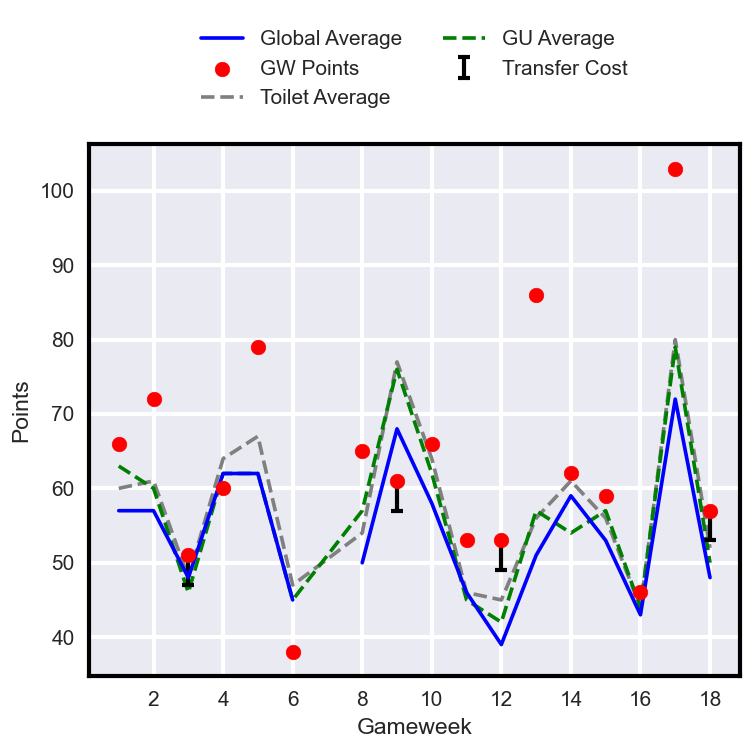 Global Average
GW Points
Toilet Average
GU Average
Transfer Cost
Points
100
90
80
70
60
50
40
2 4 6 8 10 12 14 16 18
Gameweek